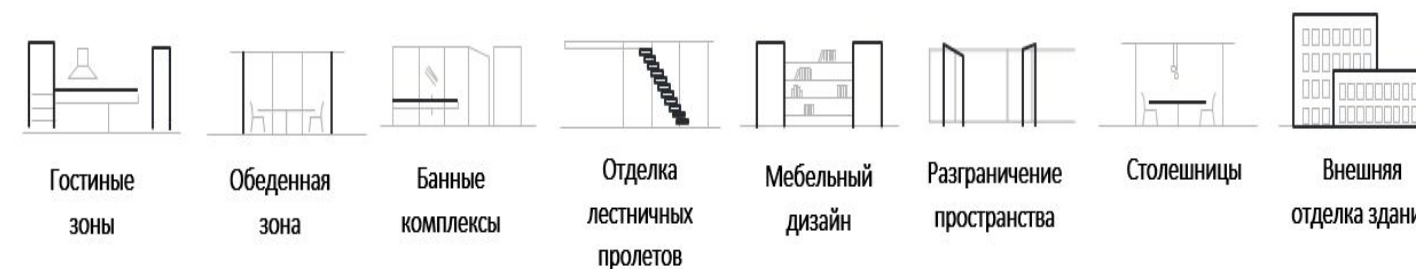 Гостиные
зоны
Обеденная
зона
Банные
комплексы
Отделка
лестничных
пролетов
Мебельный
дизайн
Разграничение
пространства
Столешницы
Внешняя
отделка здани